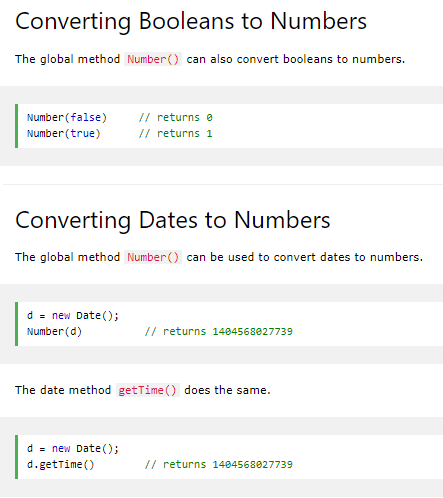 Converting Booleans to Numbers
The global method Number() can also convert booleans to numbers.
Number(false)     // returns 0
Number(true)      // returns 1
Converting Dates to Numbers
The global method Number() can be used to convert dates to numbers.
d = new Date();
Number(d)          // returns 1404568027739
The date method getTime() does the same.
d = new Date();
d.getTime()        // returns 1404568027739